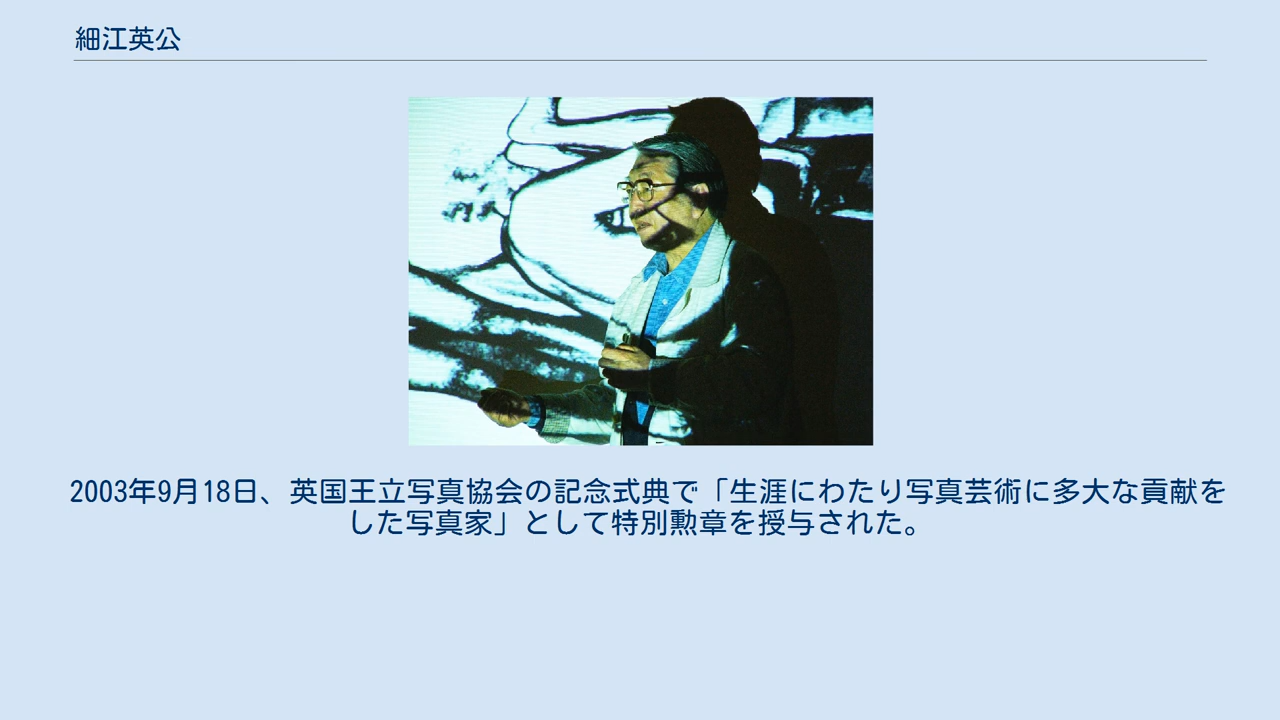 細江英公
2003年9月18日、英国王立写真協会の記念式典で「生涯にわたり写真芸術に多大な貢献を
した写真家」として特別勲章を授与された。